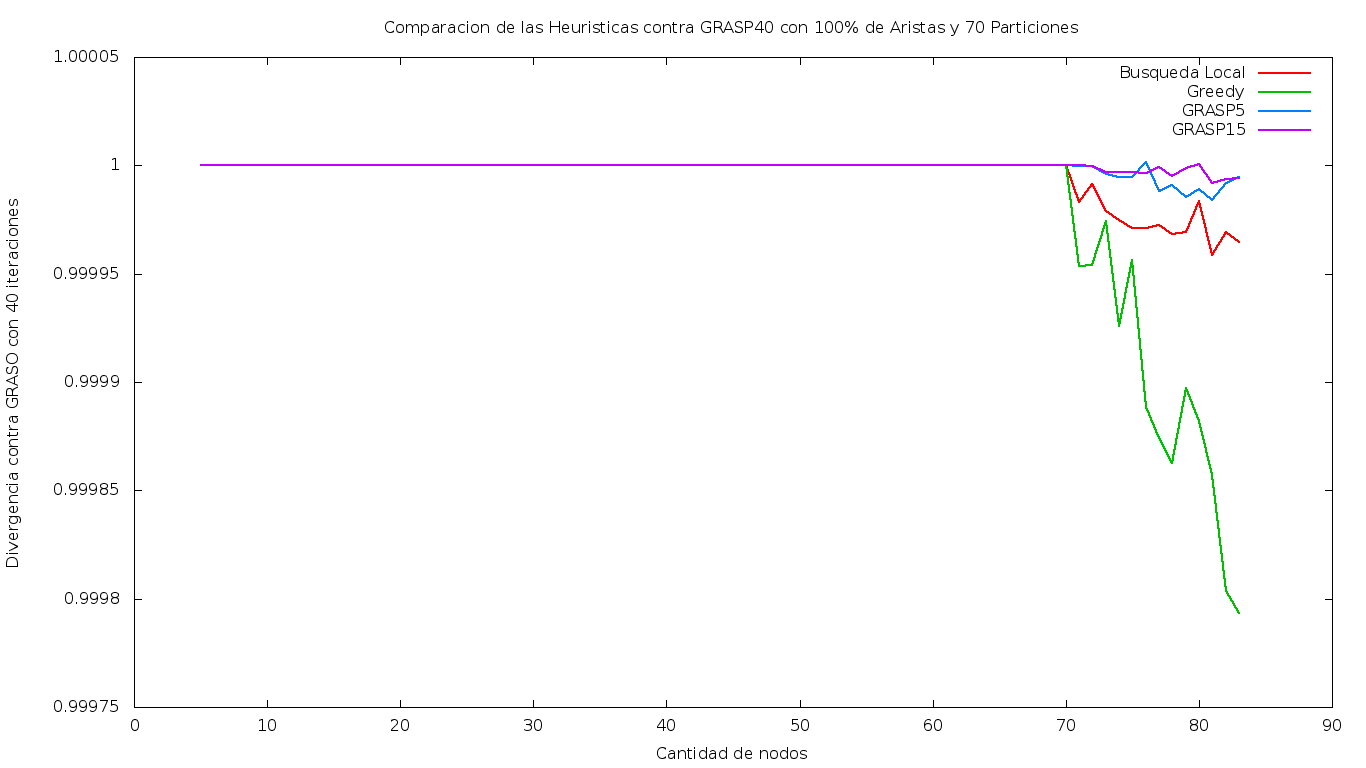 Comparacion de las Heuristicas contra GRASP40 con 100% de Aristas y 70 Particiones
1.00005
1
0.99995
0.9999
0.99985
0.9998
0.99975
Divergencia contra GRASO con 40 iteraciones
Busqueda Local
Greedy
GRASP5
GRASP15
0 10 20 30 40 50 60 70 80 90
Cantidad de nodos